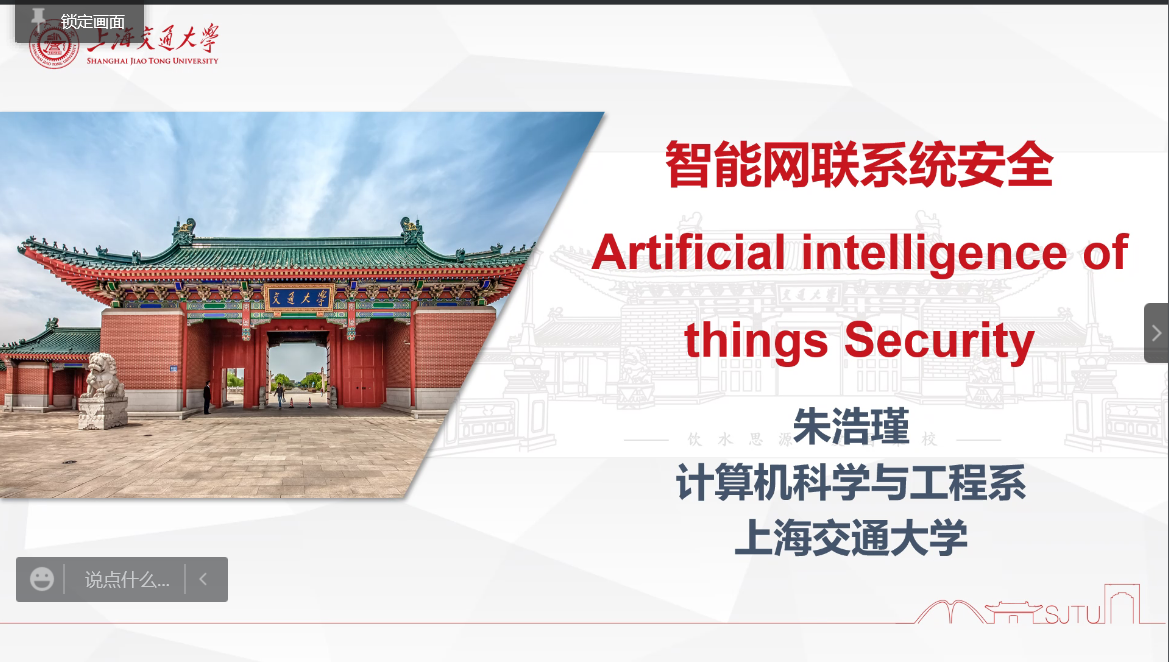 锁定画面
上海交通大学
SHANGHAI JIAO TONG UNIVERSITY
交通大学
智能网联系统安全
Artificial intelligence of
things Security
朱浩瑾
饮水思源 校
计算机科学与工程系
上海交通大学
说点什么...
SJTU